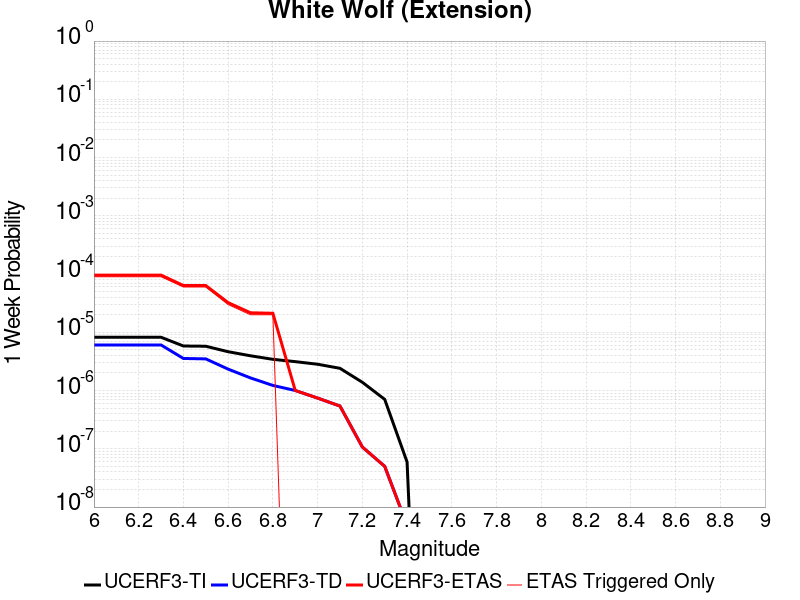 White Wolf (Extension)
10^0
10^-1
10^-2
10^-3
10^-4
10^-5
10^-6
10^-7
10^-8
1 Week Probability
6 6.2 6.4 6.6 6.8 7 7.2 7.4 7.6 7.8 8 8.2 8.4 8.6 8.8 9
Magnitude
UCERF3-TI UCERF3-TD UCERF3-ETAS ETAS Triggered Only